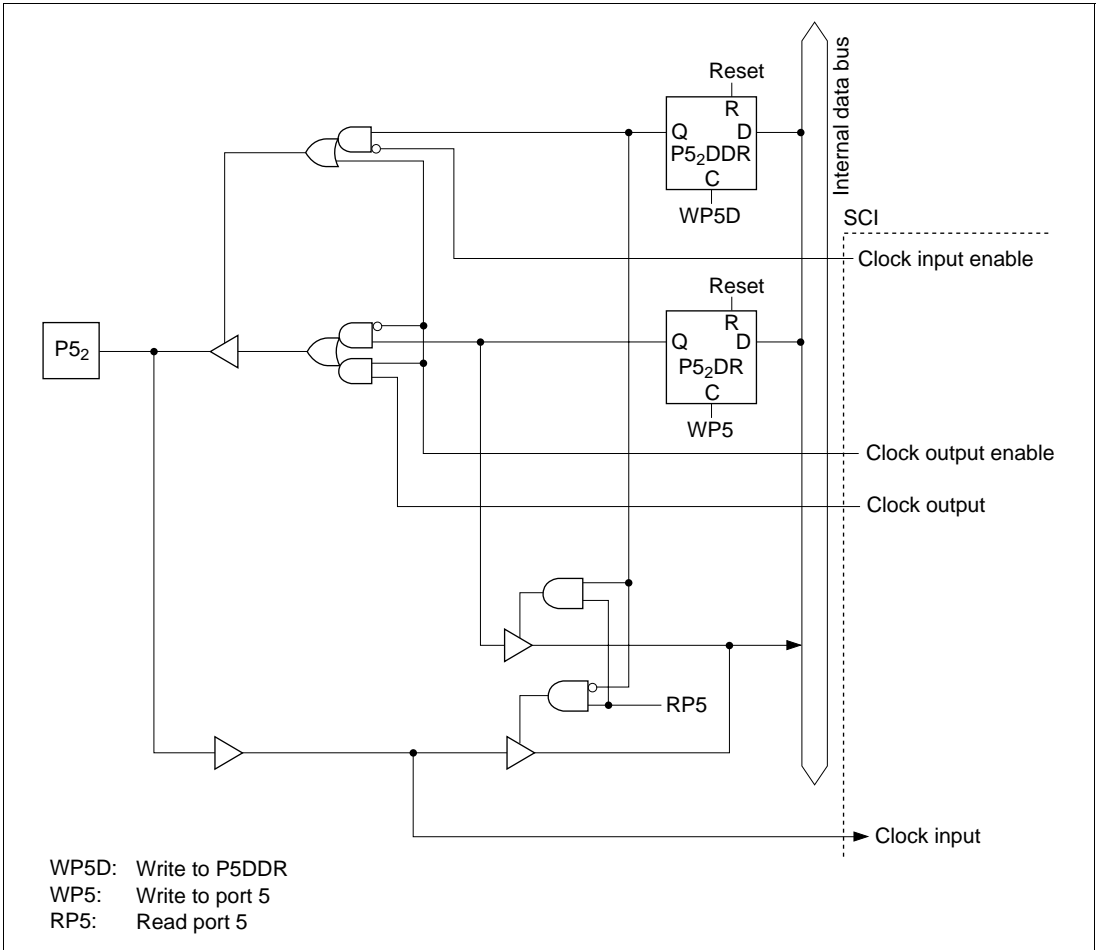 Reset
R
Q D
P5₂DDR
C
WP5D
Internal data bus
SCI
Clock input enable
Reset
R
Q D
P5₂DR
C
WP5
P5₂
Clock output enable
Clock output
RP5
Clock input
WP5D: Write to P5DDR
WP5: Write to port 5
RP5: Read port 5